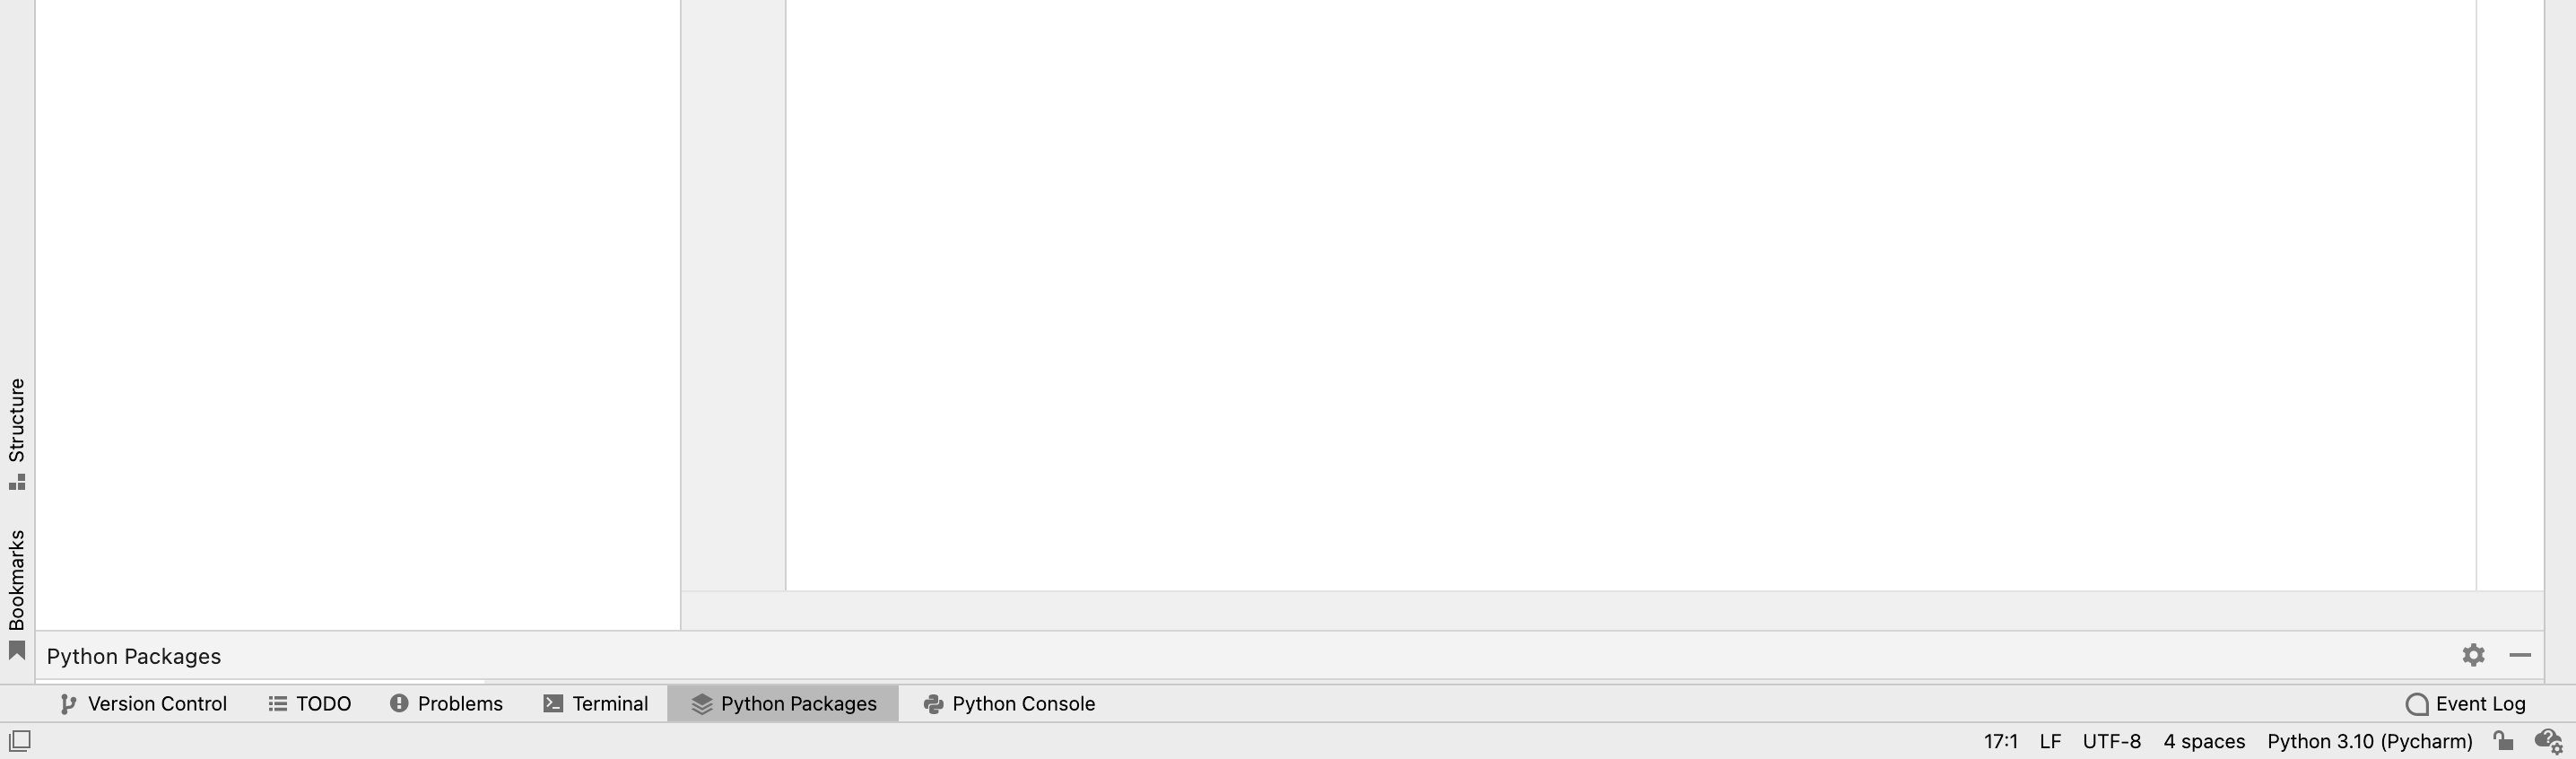 Structure
Bookmarks
Python Packages
Version Control TODO Problems Terminal Python Packages Python Console Event Log
17:1 LF UTF-8 4 spaces Python 3.10 (Pycharm)